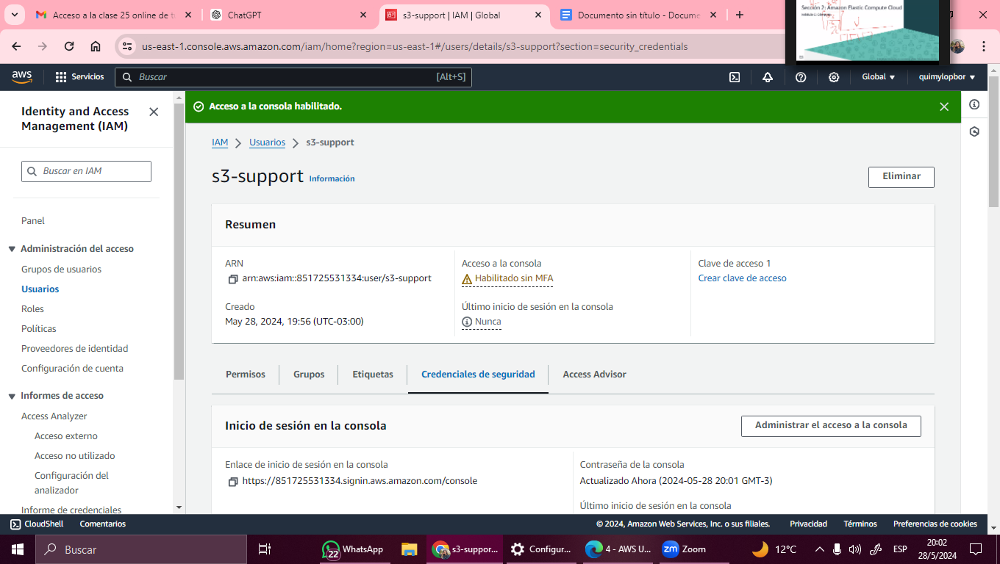 Acceso a la clase 25 online de t
ChatGPT
s3-support | IAM | Global
Documento sin título - Docume
Sección 2: Amazon Elastic Compute Cloud
us-east-1.console.aws.amazon.com/iam/home?region=us-east-1#/users/details/s3-support?section=security_credentials
aws
Servicios
Buscar
[Alt+S]
Global
quimylopbor
Identity and Access
Management (IAM)
Buscar en IAM
Panel
Administración del acceso
Grupos de usuarios
Usuarios
Roles
Políticas
Proveedores de identidad
Configuración de cuenta
Informes de acceso
Access Analyzer
Acceso externo
Acceso no utilizado
Configuración del
analizador
Informe de credenciales
Acceso a la consola habilitado.
IAM > Usuarios > s3-support
s3-support Información
Eliminar
Resumen
ARN
arn:aws:iam::851725531334:user/s3-support
Creado
May 28, 2024, 19:56 (UTC-03:00)
Acceso a la consola
Habilitado sin MFA
Último inicio de sesión en la consola
Nunca
Clave de acceso 1
Crear clave de acceso
Permisos
Grupos
Etiquetas
Credenciales de seguridad
Access Advisor
Inicio de sesión en la consola
Administrar el acceso a la consola
Enlace de inicio de sesión en la consola
https://851725531334.signin.aws.amazon.com/console
Contraseña de la consola
Actualizado Ahora (2024-05-28 20:01 GMT-3)
Último inicio de sesión en la consola
CloudShell
Comentarios
© 2024, Amazon Web Services, Inc. o sus filiales.
Privacidad
Términos
Preferencias de cookies
Buscar
22
WhatsApp
s3-suppor...
Configur...
4 - AWS U...
zm
Zoom
12°C
ESP
20:02
28/5/2024